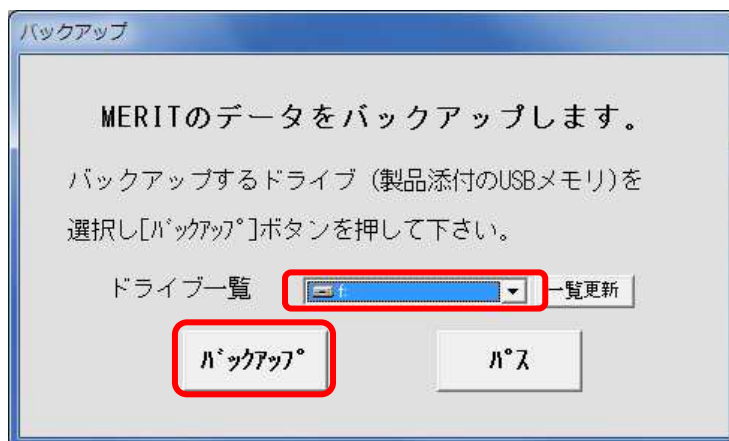 バックアップ
MERITのデータをバックアップします。
バックアップするドライブ（製品添付のUSBメモリ)を
選択し[ﾊﾞｯｸｱｯﾌﾟ]ボタンを押して下さい。
ドライブ一覧 f: 一覧更新
ﾊﾞｯｸｱｯﾌﾟ ﾊﾟｽ